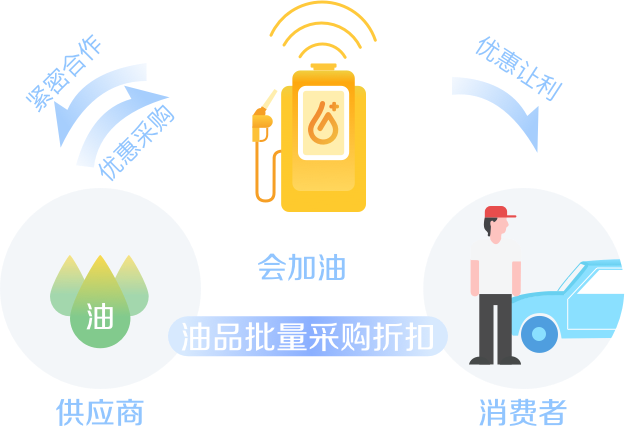 紧密合作
优惠采购
优惠让利
会加油
油
油品批量采购折扣
供应商
消费者